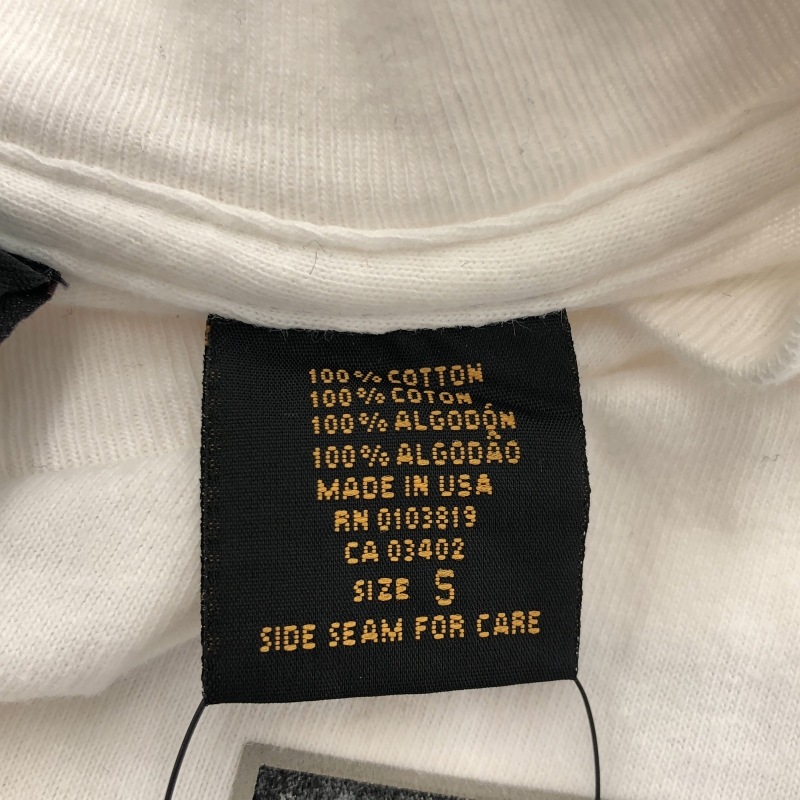 100% COTTON
100% COTON
100% ALGODÓN
100% ALGODÃO
MADE IN USA
RN 0103819
CA 03402
SIZE S
SIDE SEAM FOR CARE